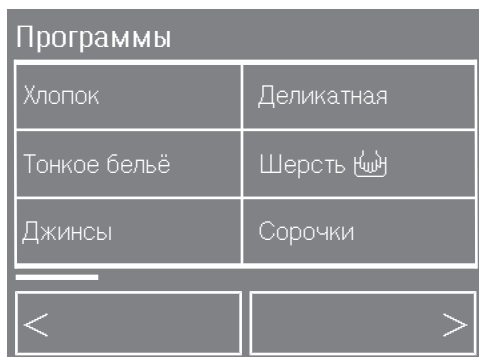 Программы
Хлопок
Деликатная
Тонкое бельё
Шерсть
Джинсы
Сорочки
< >